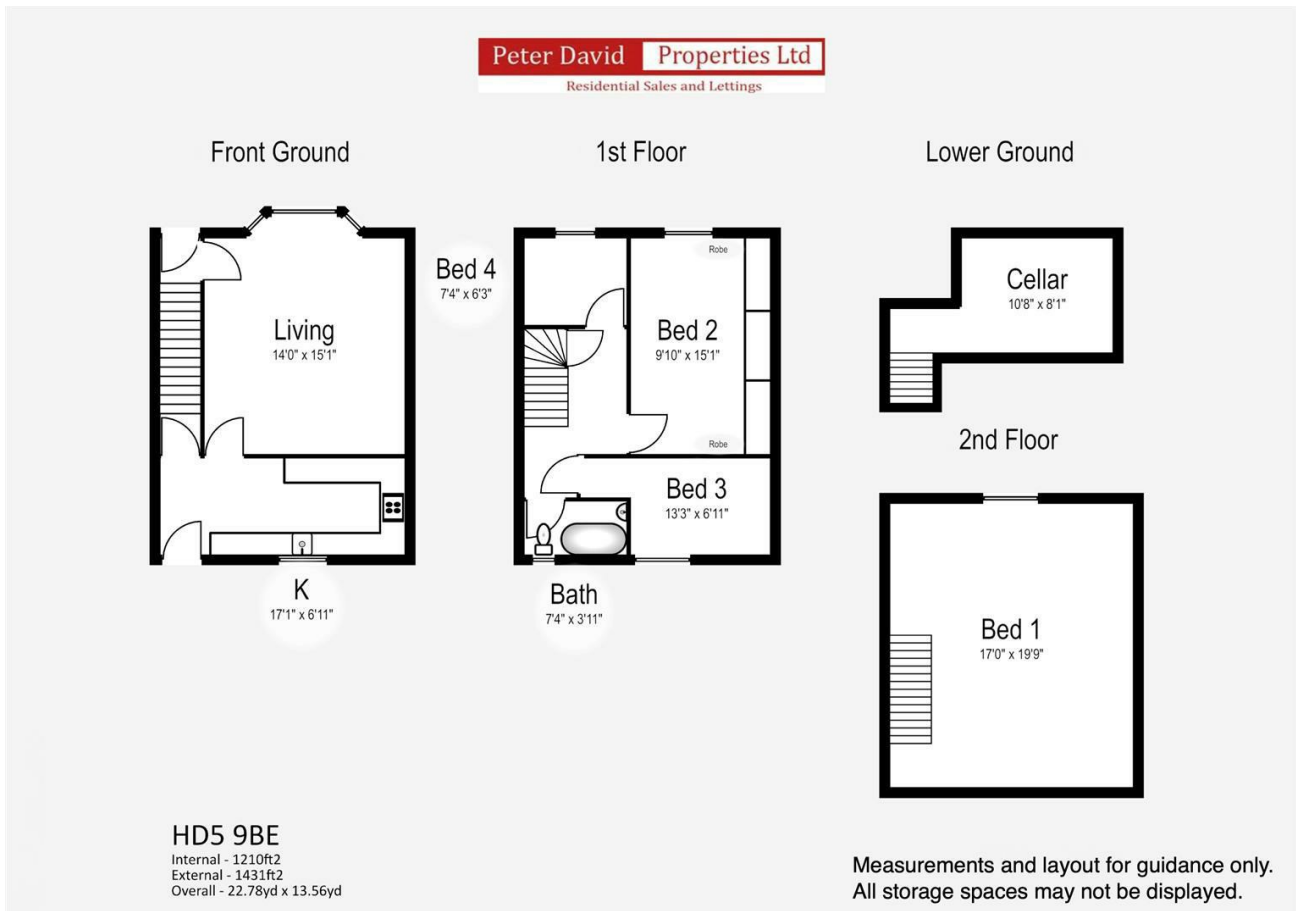 Peter David Properties Ltd
Residential Sales and Lettings
Front Ground
1st Floor
Lower Ground
Living
14'0" x 15'1"
K
17'1" x 6'11"
Bed 4
7'4" x 6'3"
Robe
Bed 2
9'10" x 15'1"
Robe
Bed 3
13'3" x 6'11"
Bath
7'4" x 3'11"
Cellar
10'8" x 8'1"
2nd Floor
Bed 1
17'0" x 19'9"
HD5 9BE
Internal - 1210ft2
External - 1431ft2
Overall - 22.78yd x 13.56yd
Measurements and layout for guidance only.
All storage spaces may not be displayed.